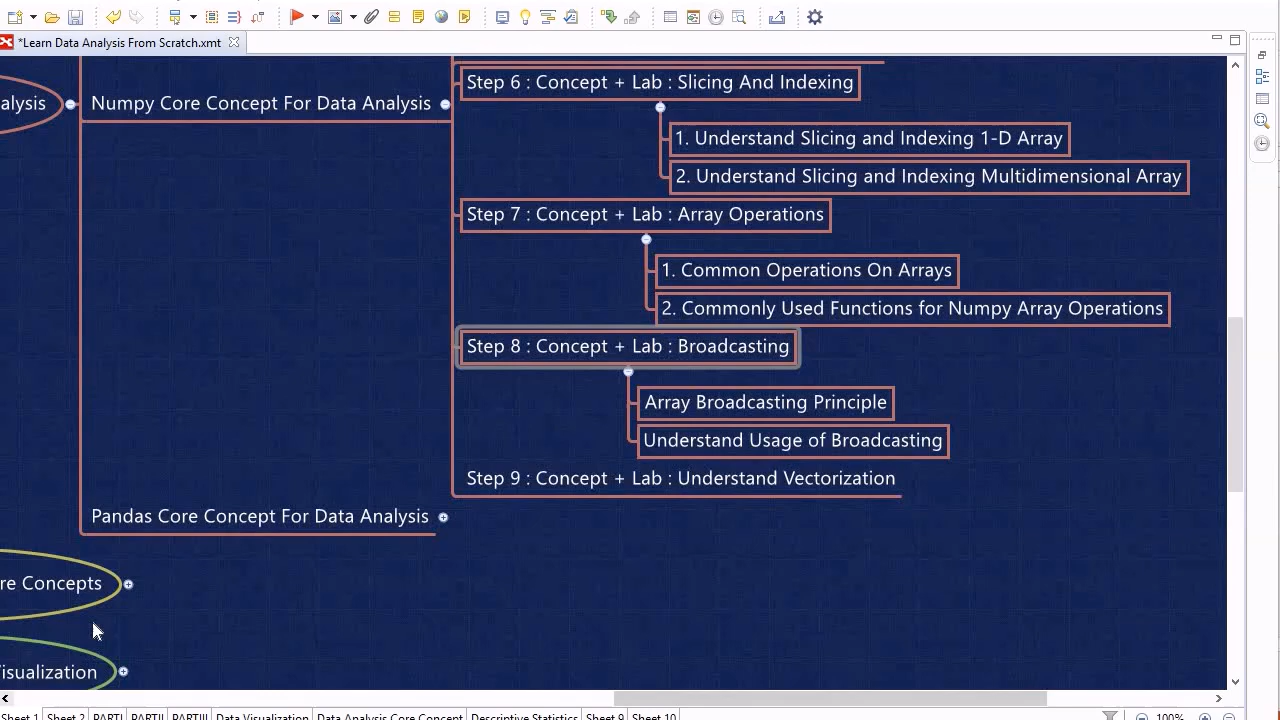 *Learn Data Analysis From Scratch.xmt
Step 6 : Concept + Lab : Slicing And Indexing
alysis
Numpy Core Concept For Data Analysis
1. Understand Slicing and Indexing 1-D Array
2. Understand Slicing and Indexing Multidimensional Array
Step 7 : Concept + Lab : Array Operations
1. Common Operations On Arrays
2. Commonly Used Functions for Numpy Array Operations
Step 8 : Concept + Lab : Broadcasting
Array Broadcasting Principle
Understand Usage of Broadcasting
Step 9 : Concept + Lab : Understand Vectorization
Pandas Core Concept For Data Analysis
re Concepts
isualization
Sheet 1 Sheet 2 PARTI PARTII PARTIII Data Visualization Data Analysis Core Concept Descriptive Statistics Sheet 9 Sheet 10 100%